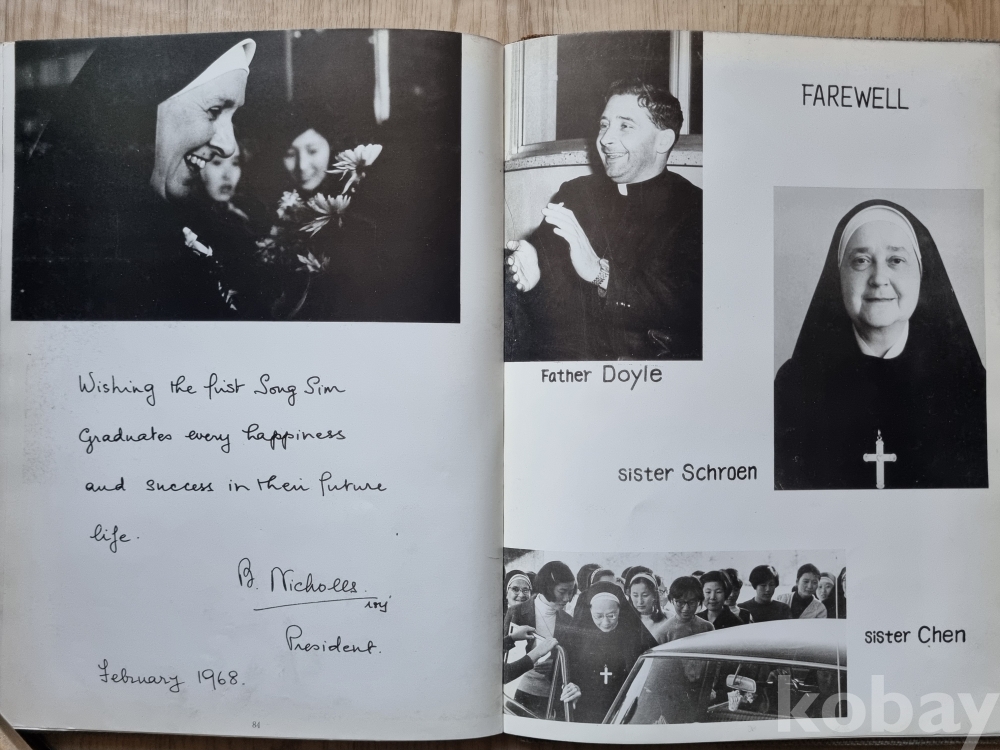 Wishing the first Song Sim
Graduates every happiness
and success in their future
life.
B. Nicholls.
rscj
President.
February 1968.
84
FAREWELL
Father Doyle
Sister Schroen
Sister Chen
kobay